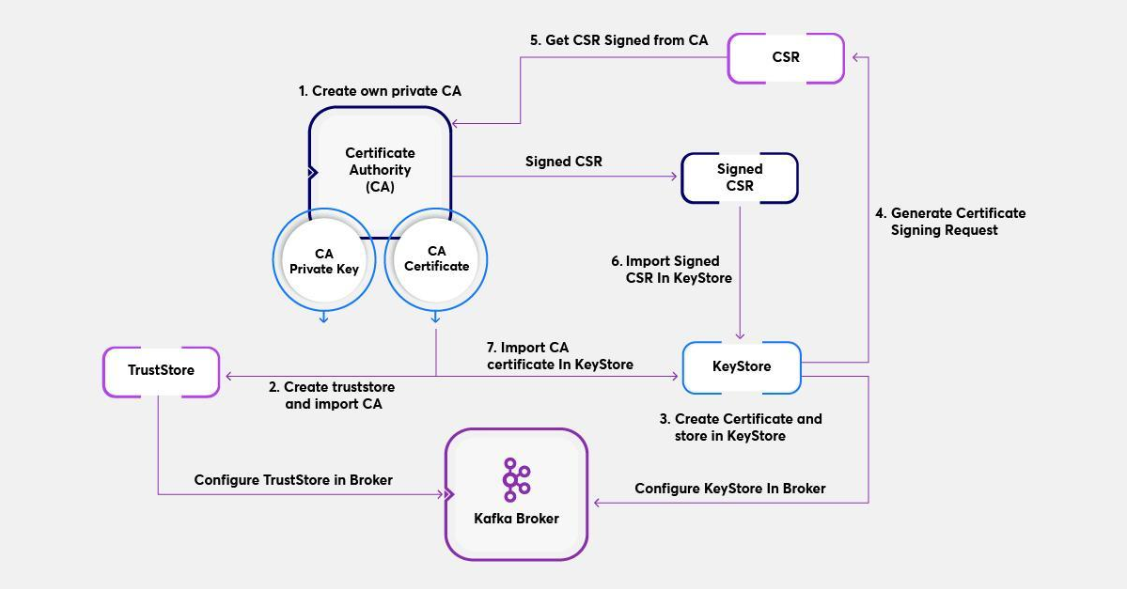 5. Get CSR Signed from CA
CSR
1. Create own private CA
Certificate
Authority
(CA)
Signed CSR
Signed
CSR
4. Generate Certificate
Signing Request
CA
Private Key
CA
Certificate
6. Import Signed
CSR In KeyStore
TrustStore
7. Import CA
certificate In KeyStore
KeyStore
2. Create truststore
and import CA
3. Create Certificate and
store in KeyStore
Configure TrustStore in Broker
Configure KeyStore In Broker
Kafka Broker